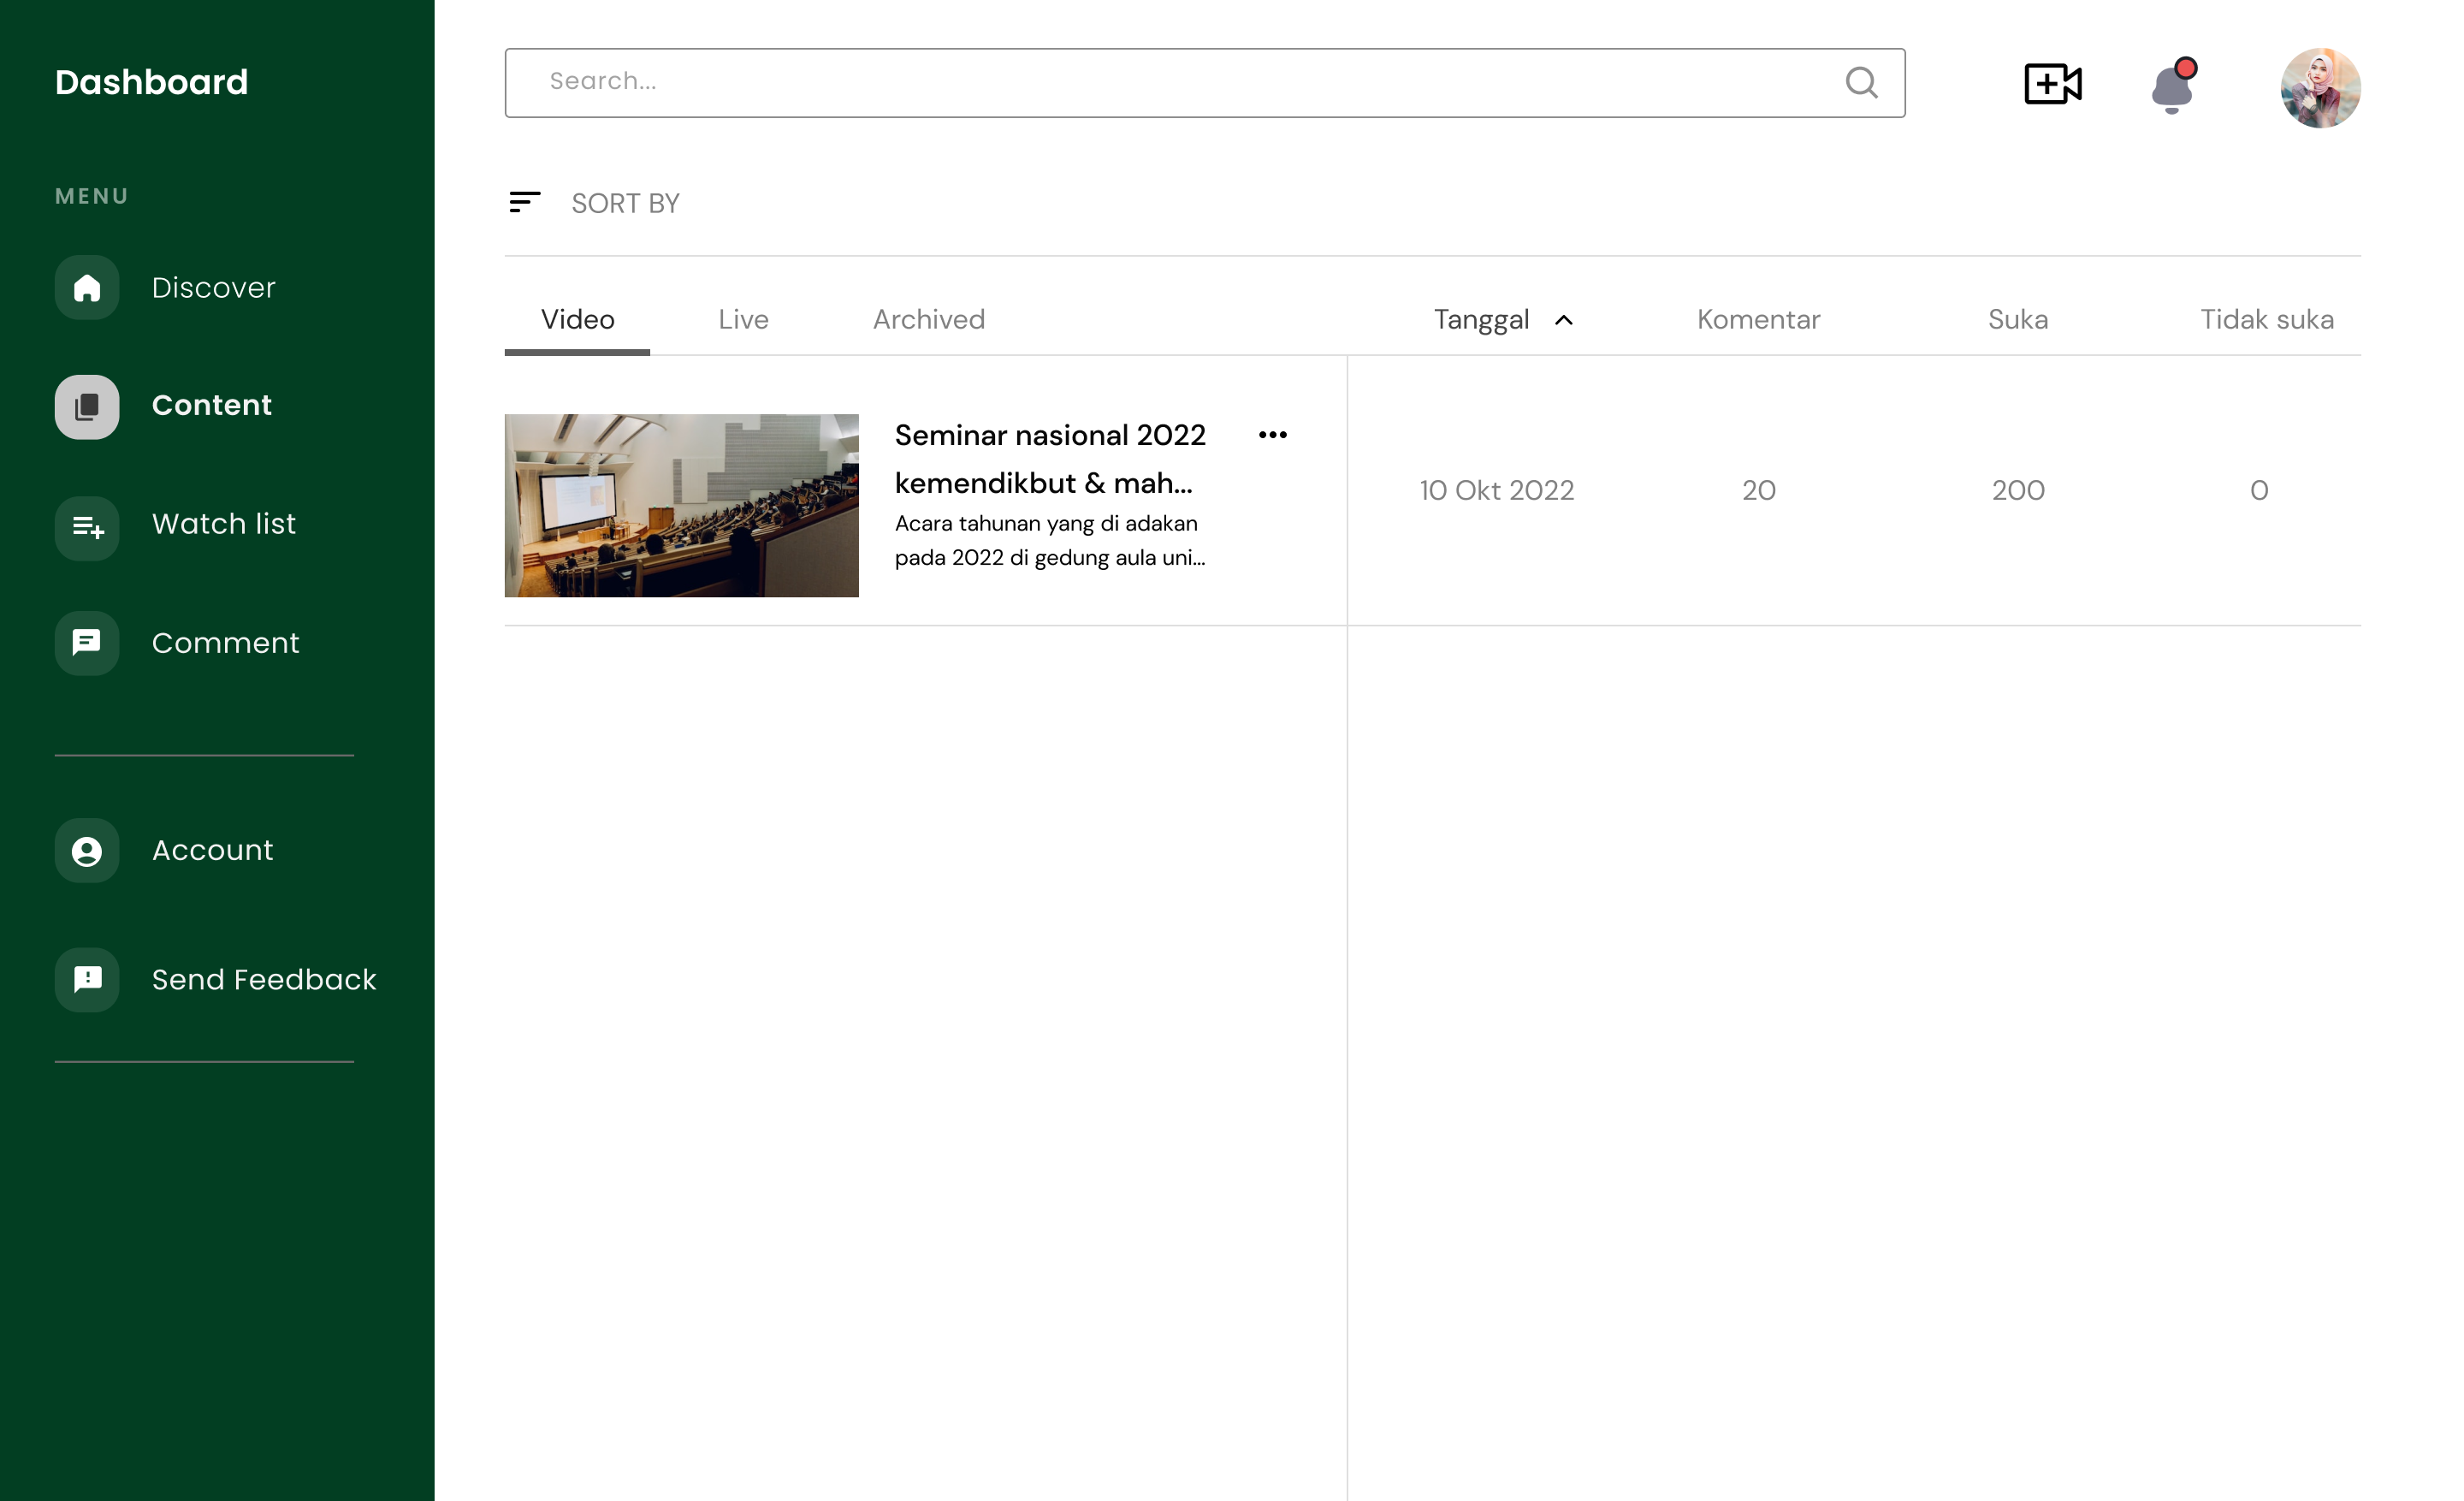 Dashboard
MENU
Discover
Content
Watch list
Comment
Account
Send Feedback
Search...
SORT BY
Video Live Archived Tanggal Komentar Suka Tidak suka
Seminar nasional 2022
kemendikbut & mah...
Acara tahunan yang di adakan
pada 2022 di gedung aula uni...
10 Okt 2022 20 200 0